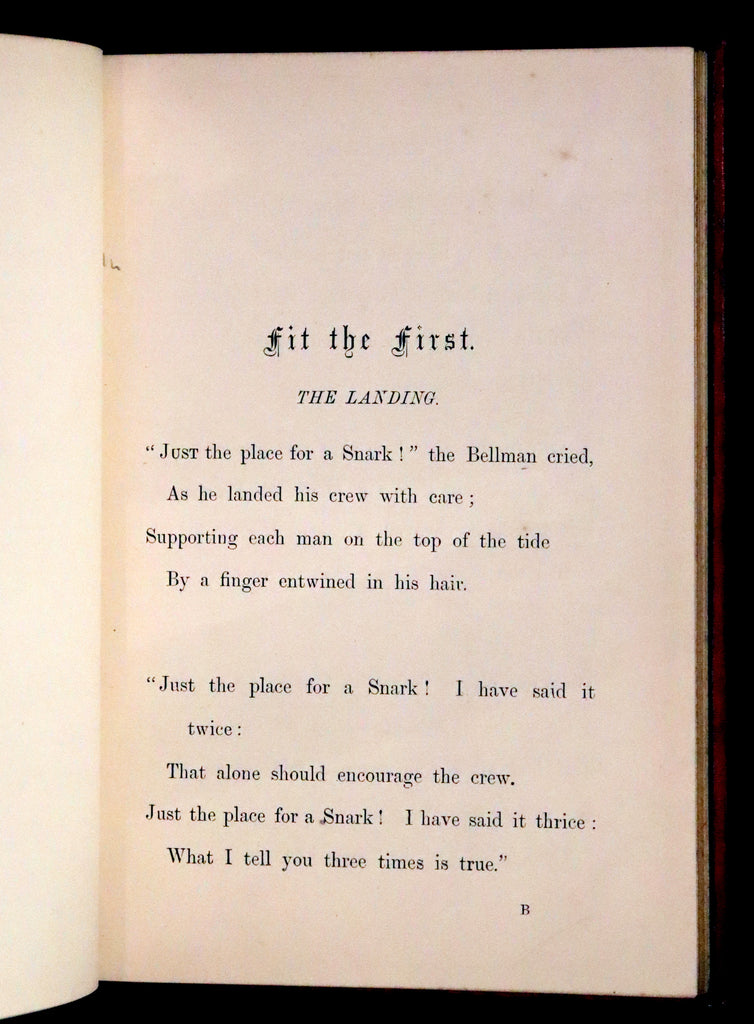 Fit the First.
THE LANDING.
“JUST the place for a Snark!” the Bellman cried,
As he landed his crew with care;
Supporting each man on the top of the tide
By a finger entwined in his hair.
“Just the place for a Snark! I have said it
twice:
That alone should encourage the crew.
Just the place for a Snark! I have said it thrice:
What I tell you three times is true.”
B